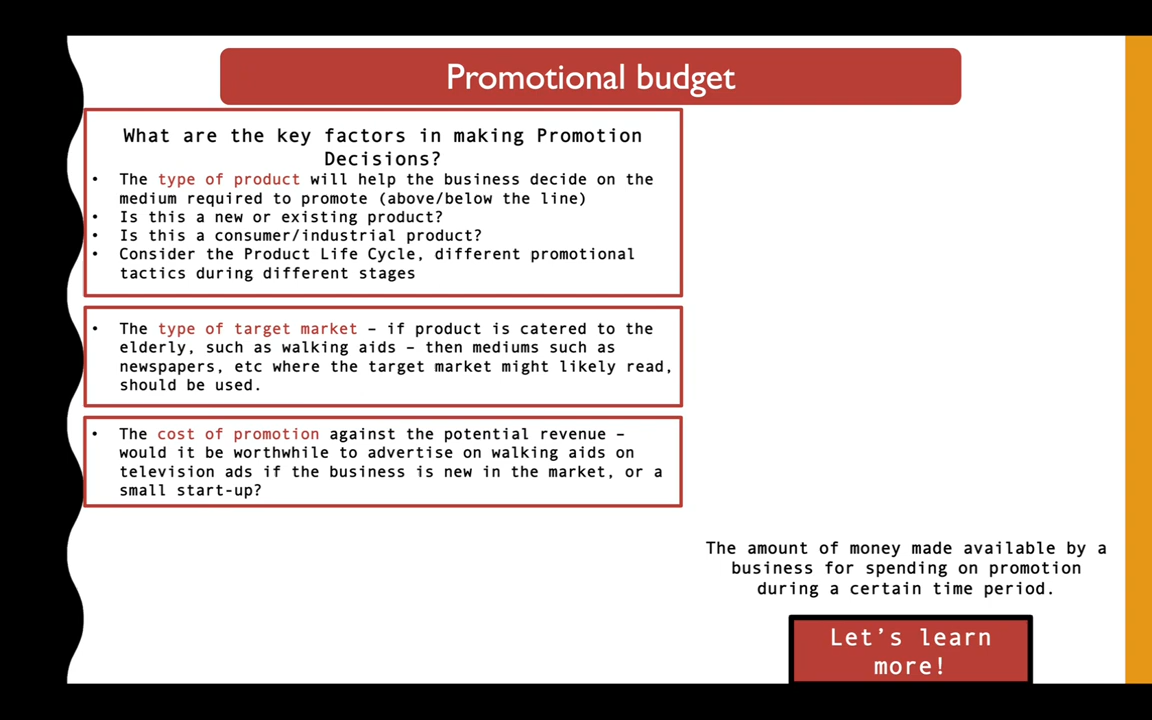 Promotional budget
What are the key factors in making Promotion
Decisions?
• The type of product will help the business decide on the
medium required to promote (above/below the line)
• Is this a new or existing product?
• Is this a consumer/industrial product?
• Consider the Product Life Cycle, different promotional
tactics during different stages
• The type of target market – if product is catered to the
elderly, such as walking aids – then mediums such as
newspapers, etc where the target market might likely read,
should be used.
• The cost of promotion against the potential revenue –
would it be worthwhile to advertise on walking aids on
television ads if the business is new in the market, or a
small start-up?
The amount of money made available by a
business for spending on promotion
during a certain time period.
Let’s learn
more!